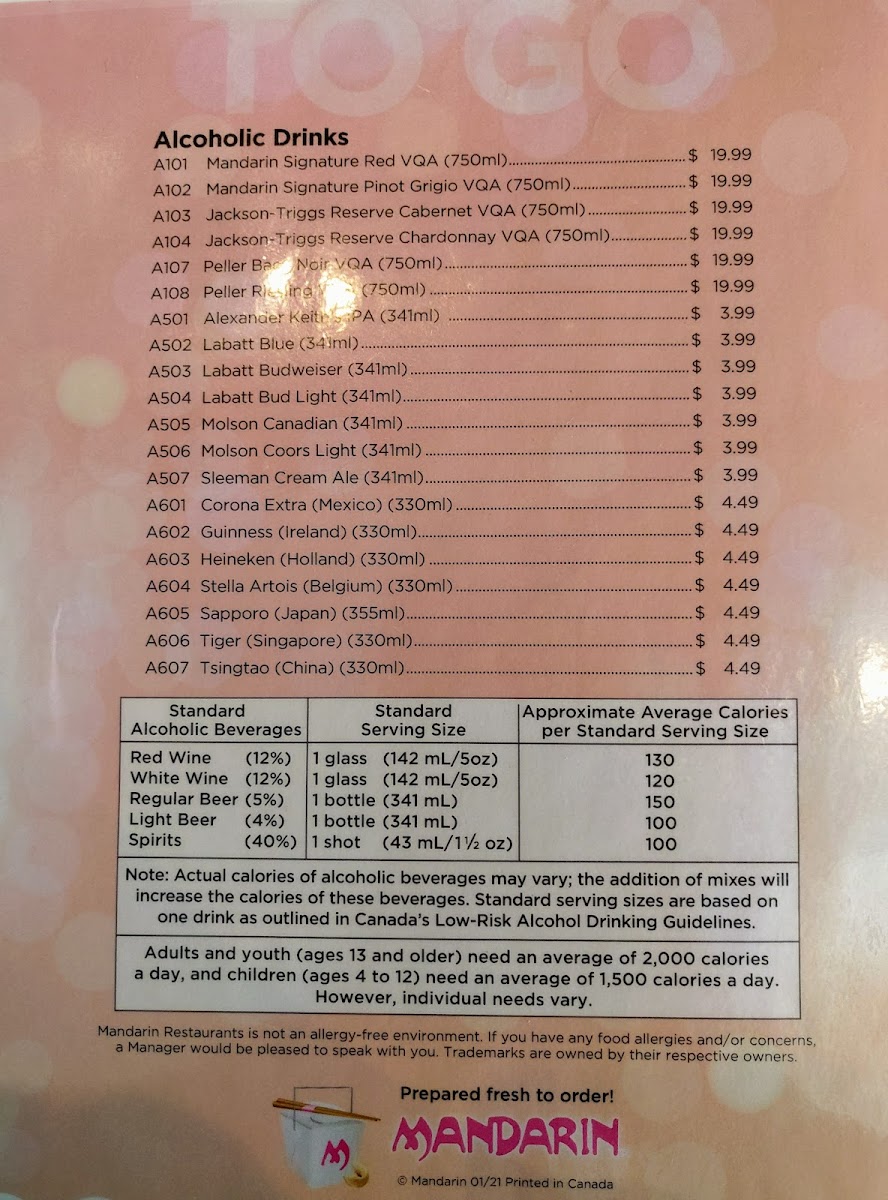 TO GO
Alcoholic Drinks
A101 Mandarin Signature Red VQA (750ml)........ $ 19.99
A102 Mandarin Signature Pinot Grigio VQA (750ml)........ $ 19.99
A103 Jackson-Triggs Reserve Cabernet VQA (750ml)........ $ 19.99
A104 Jackson-Triggs Reserve Chardonnay VQA (750ml)........ $ 19.99
A107 Peller Noir VQA (750ml)........ $ 19.99
A108 Peller (750ml)........ $ 19.99
A501 Alexander Keith's IPA (341ml)........ $ 3.99
A502 Labatt Blue (341ml)........ $ 3.99
A503 Labatt Budweiser (341ml)........ $ 3.99
A504 Labatt Bud Light (341ml)........ $ 3.99
A505 Molson Canadian (341ml)........ $ 3.99
A506 Molson Coors Light (341ml)........ $ 3.99
A507 Sleeman Cream Ale (341ml)........ $ 3.99
A601 Corona Extra (Mexico) (330ml)........ $ 4.49
A602 Guinness (Ireland) (330ml)........ $ 4.49
A603 Heineken (Holland) (330ml)........ $ 4.49
A604 Stella Artois (Belgium) (330ml)........ $ 4.49
A605 Sapporo (Japan) (355ml)........ $ 4.49
A606 Tiger (Singapore) (330ml)........ $ 4.49
A607 Tsingtao (China) (330ml)........ $ 4.49
Standard Standard Approximate Average Calories
Alcoholic Beverages Serving Size per Standard Serving Size
Red Wine (12%) 1 glass (142 mL/5oz) 130
White Wine (12%) 1 glass (142 mL/5oz) 120
Regular Beer (5%) 1 bottle (341 mL) 150
Light Beer (4%) 1 bottle (341 mL) 100
Spirits (40%) 1 shot (43 mL/1½ oz) 100
Note: Actual calories of alcoholic beverages may vary; the addition of mixes will
increase the calories of these beverages. Standard serving sizes are based on
one drink as outlined in Canada's Low-Risk Alcohol Drinking Guidelines.
Adults and youth (ages 13 and older) need an average of 2,000 calories
a day, and children (ages 4 to 12) need an average of 1,500 calories a day.
However, individual needs vary.
Mandarin Restaurants is not an allergy-free environment. If you have any food allergies and/or concerns,
a Manager would be pleased to speak with you. Trademarks are owned by their respective owners.
Prepared fresh to order!
M MANDARIN
© Mandarin 01/21 Printed in Canada